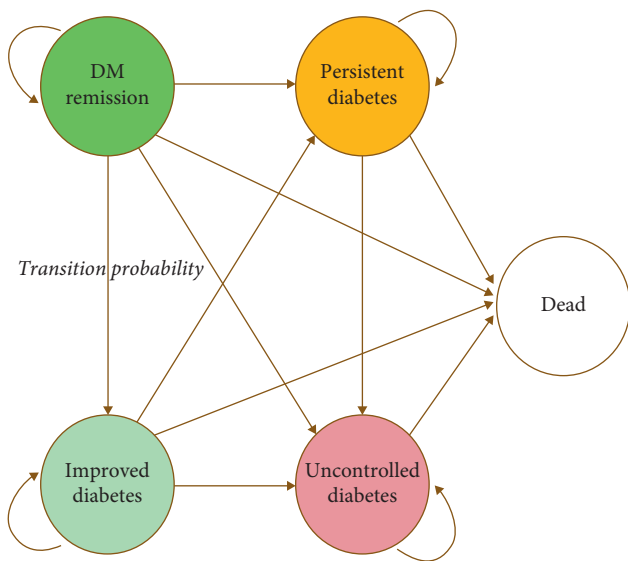 DM
remission
Persistent
diabetes
Transition probability
Dead
Improved
diabetes
Uncontrolled
diabetes